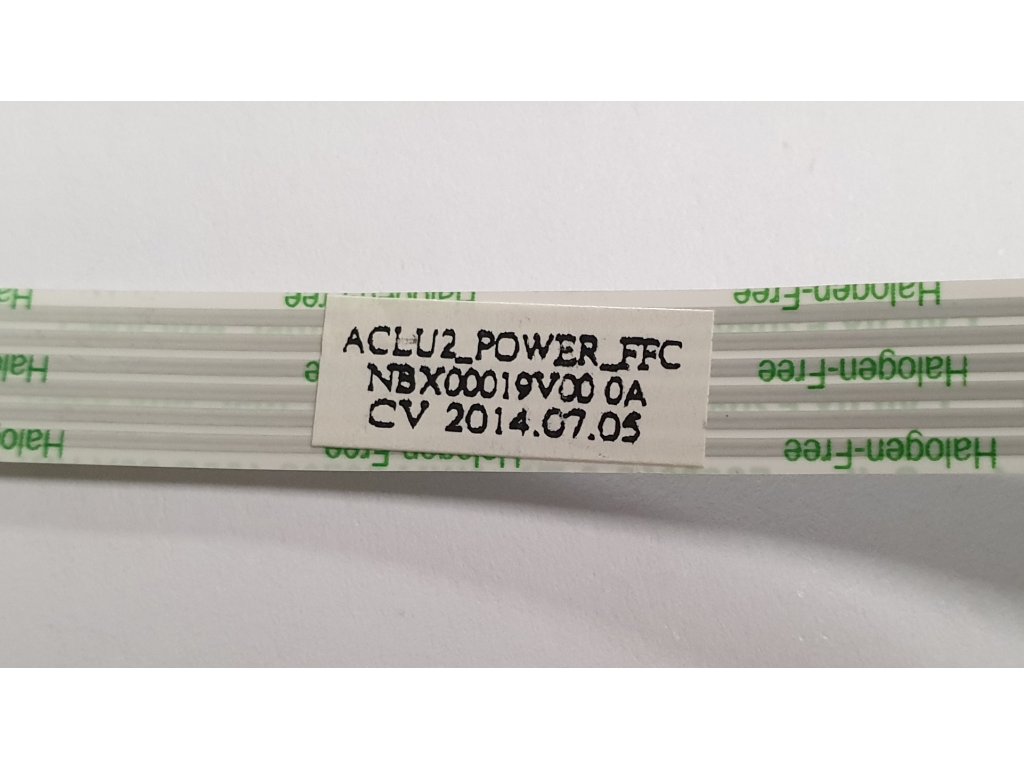 Halogen-Free
ACLU2_POWER_FFC
NBX00019V00 0A
CV 2014.07.05
Halogen-Free
Halogen-Free